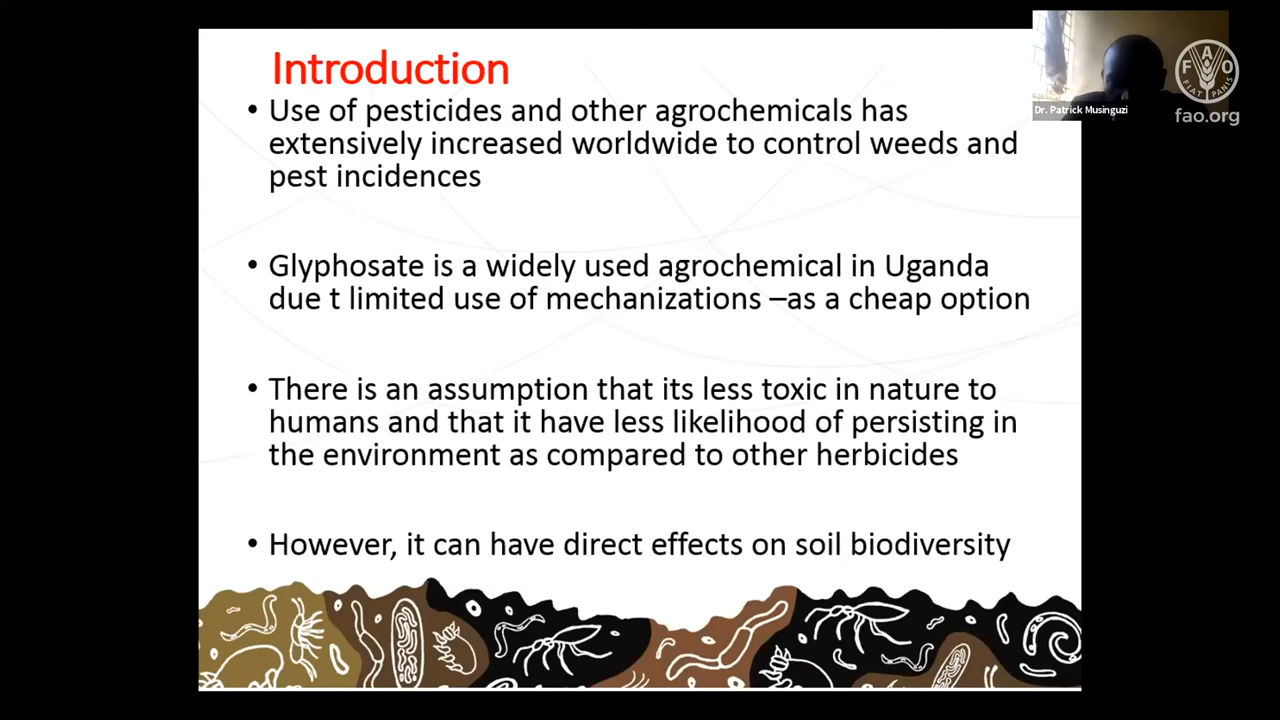 Introduction
• Use of pesticides and other agrochemicals has
extensively increased worldwide to control weeds and
pest incidences
• Glyphosate is a widely used agrochemical in Uganda
due t limited use of mechanizations –as a cheap option
• There is an assumption that its less toxic in nature to
humans and that it have less likelihood of persisting in
the environment as compared to other herbicides
• However, it can have direct effects on soil biodiversity
Dr. Patrick Musinguzi
F A O
FIAT PANIS
fao.org